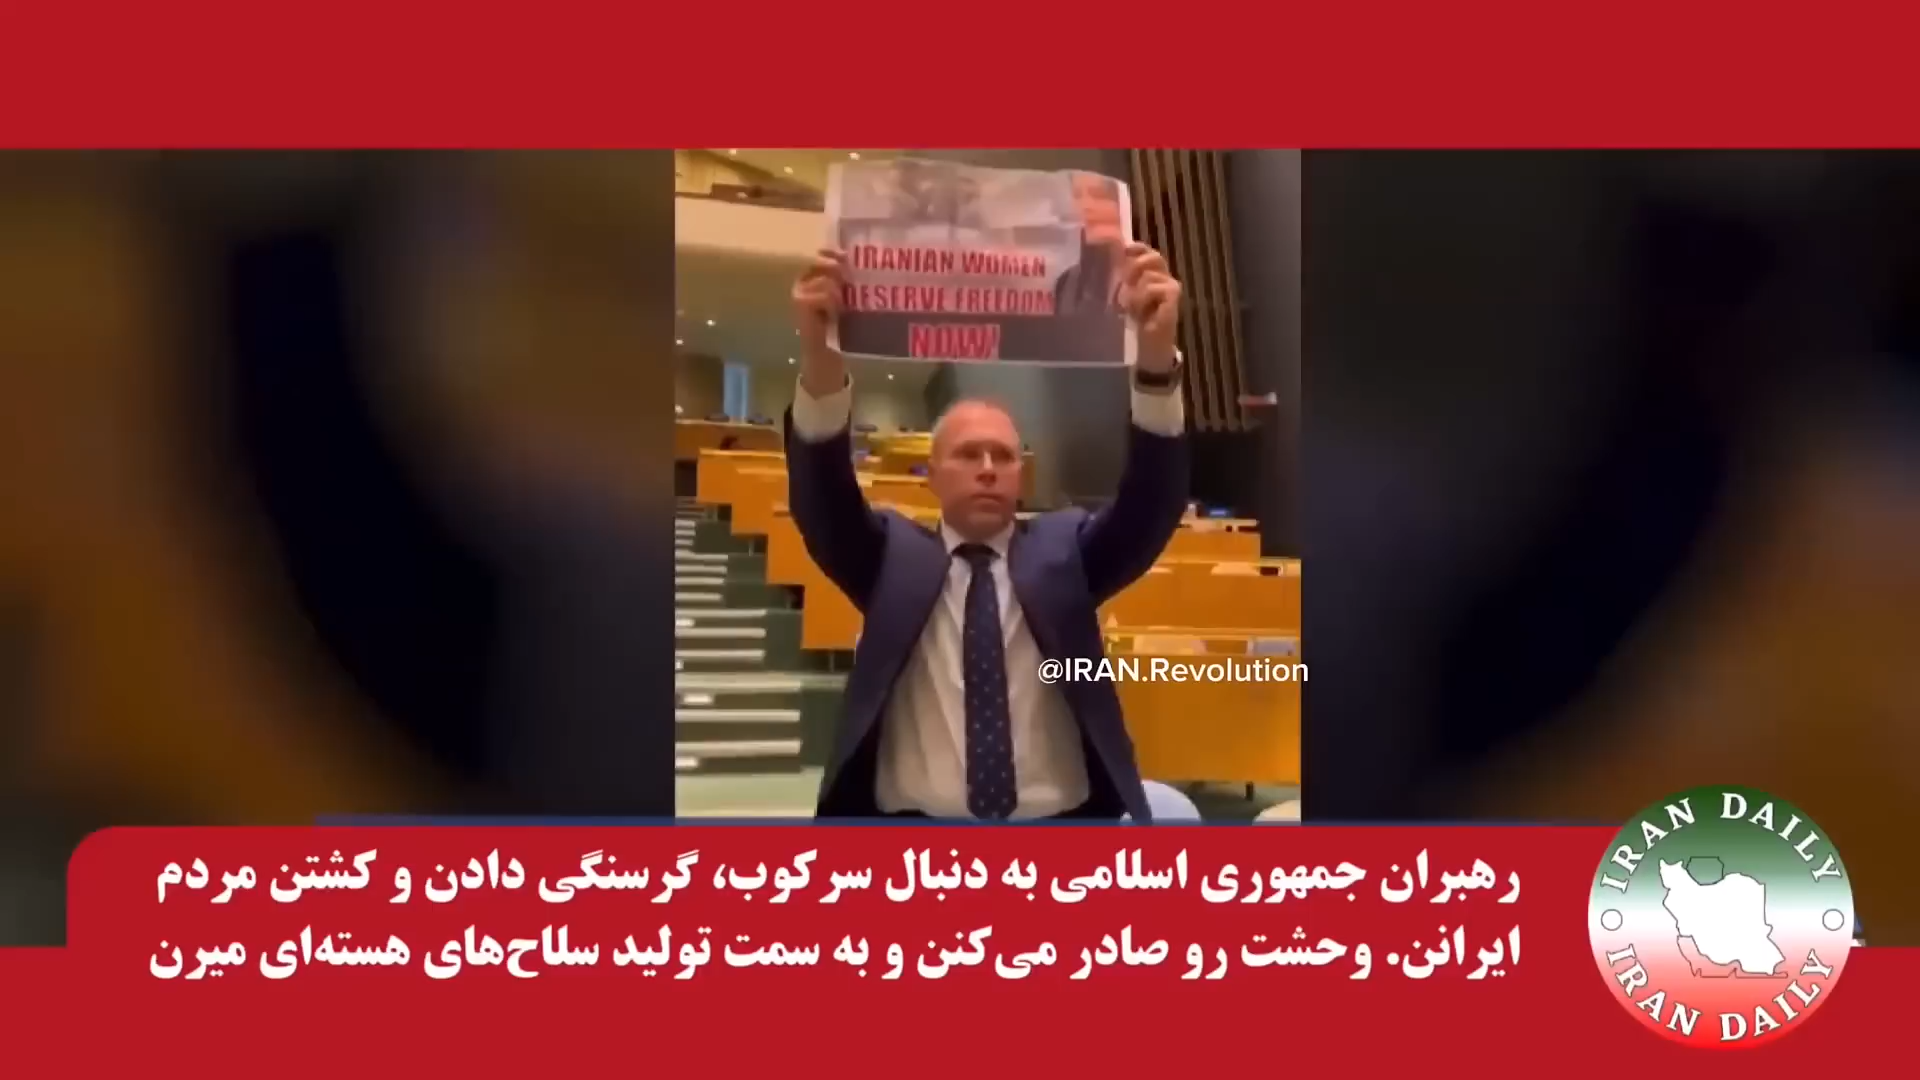 IRANIAN WOMEN
DESERVE FREEDOM
NOW!
@IRAN.Revolution
رهبران جمهوری اسلامی به دنبال سرکوب، گرسنگی دادن و کشتن مردم
ایرانن. وحشت رو صادر می‌کنن و به سمت تولید سلاح‌های هسته‌ای میرن
IRAN DAILY
IRAN DAILY